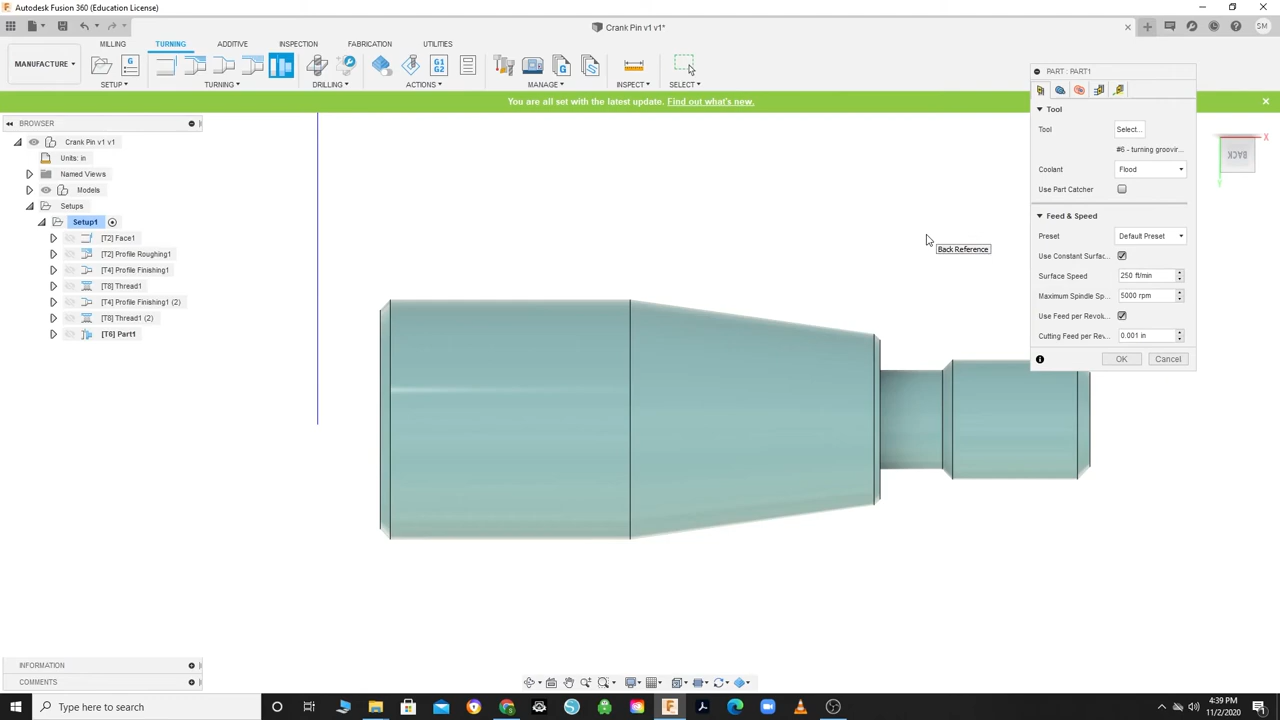 Autodesk Fusion 360 (Education License)
Crank Pin v1 v1*
SM
MANUFACTURE
MILLING
TURNING
ADDITIVE
INSPECTION
FABRICATION
UTILITIES
SETUP
TURNING
DRILLING
ACTIONS
MANAGE
INSPECT
SELECT
You are all set with the latest update. Find out what's new.
BROWSER
Crank Pin v1 v1
Units: in
Named Views
Models
Setups
Setup1
[T2] Face1
[T2] Profile Roughing1
[T4] Profile Finishing1
[T8] Thread1
[T4] Profile Finishing1 (2)
[T8] Thread1 (2)
[T6] Part1
Back Reference
PART : PART1
Tool
Tool
Select...
#6 - turning groovir...
Coolant
Flood
Use Part Catcher
Feed & Speed
Preset
Default Preset
Use Constant Surfac...
Surface Speed
250 ft/min
Maximum Spindle Sp...
5000 rpm
Use Feed per Revolu...
Cutting Feed per Rev...
0.001 in
OK
Cancel
BACK
X
INFORMATION
COMMENTS
Type here to search
4:39 PM
11/2/2020